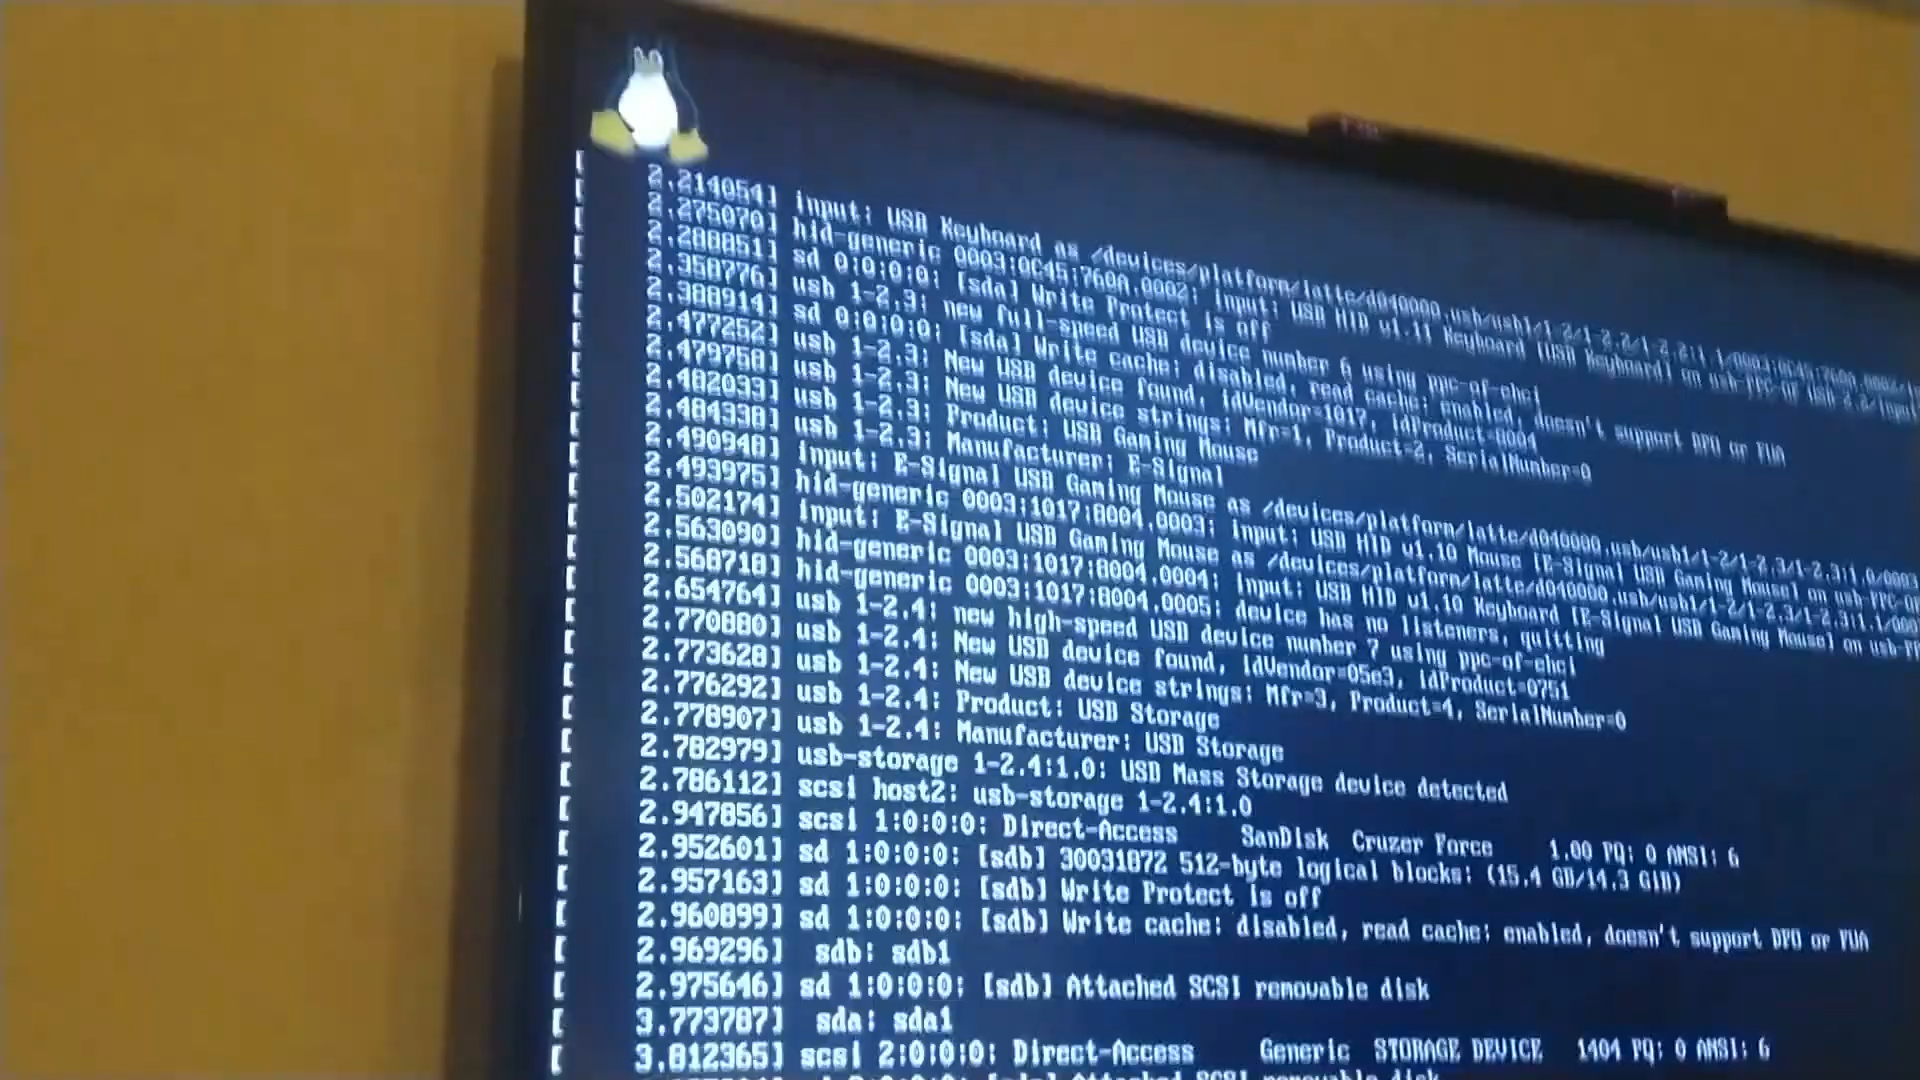 [ 2.214054] input: USB Keyboard as /devices/platform/latte/d040000.usb/usb1/1-2/1-2.2/1-2.2:1.1/0003:0C45:760A.0002/
[ 2.275070] hid-generic 0003:0C45:760A.0002: input: USB HID v1.11 Keyboard [USB Keyboard] on usb-PPC-OF USB-2.2/input
[ 2.288851] sd 0:0:0:0: [sda] Write Protect is off
[ 2.358776] usb 1-2.3: new full-speed USB device number 6 using ppc-of-ehci
[ 2.388914] sd 0:0:0:0: [sda] Write cache: disabled, read cache: enabled, doesn't support DPO or FUA
[ 2.477252] usb 1-2.3: New USB device found, idVendor=1017, idProduct=8004
[ 2.479758] usb 1-2.3: New USB device strings: Mfr=1, Product=2, SerialNumber=0
[ 2.482033] usb 1-2.3: Product: USB Gaming Mouse
[ 2.484338] usb 1-2.3: Manufacturer: E-Signal
[ 2.490948] input: E-Signal USB Gaming Mouse as /devices/platform/latte/d040000.usb/usb1/1-2/1-2.3/1-2.3:1.0/0003
[ 2.493975] hid-generic 0003:1017:8004.0003: input: USB HID v1.10 Mouse [E-Signal USB Gaming Mouse] on usb-PPC-OF
[ 2.502174] input: E-Signal USB Gaming Mouse as /devices/platform/latte/d040000.usb/usb1/1-2/1-2.3/1-2.3:1.1/000
[ 2.563090] hid-generic 0003:1017:8004.0004: input: USB HID v1.10 Keyboard [E-Signal USB Gaming Mouse] on usb-PP
[ 2.568718] hid-generic 0003:1017:8004.0005: device has no listeners, quitting
[ 2.654764] usb 1-2.4: new high-speed USB device number 7 using ppc-of-ehci
[ 2.770880] usb 1-2.4: New USB device found, idVendor=05e3, idProduct=0751
[ 2.773628] usb 1-2.4: New USB device strings: Mfr=3, Product=4, SerialNumber=0
[ 2.776292] usb 1-2.4: Product: USB Storage
[ 2.778907] usb 1-2.4: Manufacturer: USB Storage
[ 2.782979] usb-storage 1-2.4:1.0: USB Mass Storage device detected
[ 2.786112] scsi host2: usb-storage 1-2.4:1.0
[ 2.947856] scsi 1:0:0:0: Direct-Access SanDisk Cruzer Force 1.00 PQ: 0 ANSI: 6
[ 2.952601] sd 1:0:0:0: [sdb] 30031872 512-byte logical blocks: (15.4 GB/14.3 GiB)
[ 2.957163] sd 1:0:0:0: [sdb] Write Protect is off
[ 2.960899] sd 1:0:0:0: [sdb] Write cache: disabled, read cache: enabled, doesn't support DPO or FUA
[ 2.969296] sdb: sdb1
[ 2.975646] sd 1:0:0:0: [sdb] Attached SCSI removable disk
[ 3.773787] sda: sda1
[ 3.812365] scsi 2:0:0:0: Direct-Access Generic STORAGE DEVICE 1404 PQ: 0 ANSI: 6